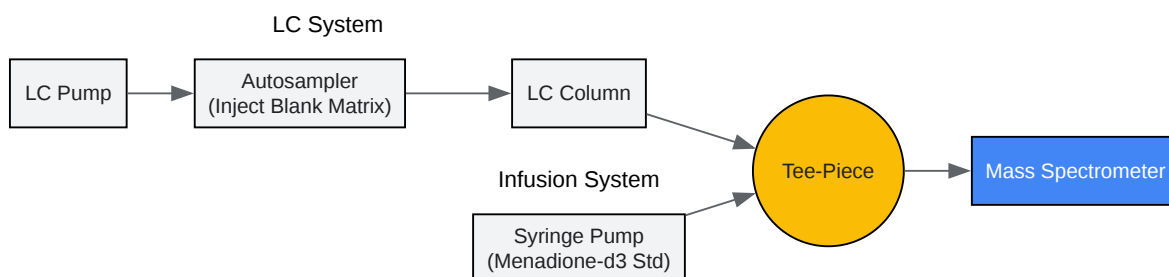 LC System
LC Pump
Autosampler
(Inject Blank Matrix)
LC Column
Tee-Piece
Mass Spectrometer
Infusion System
Syringe Pump
(Menadione-d3 Std)